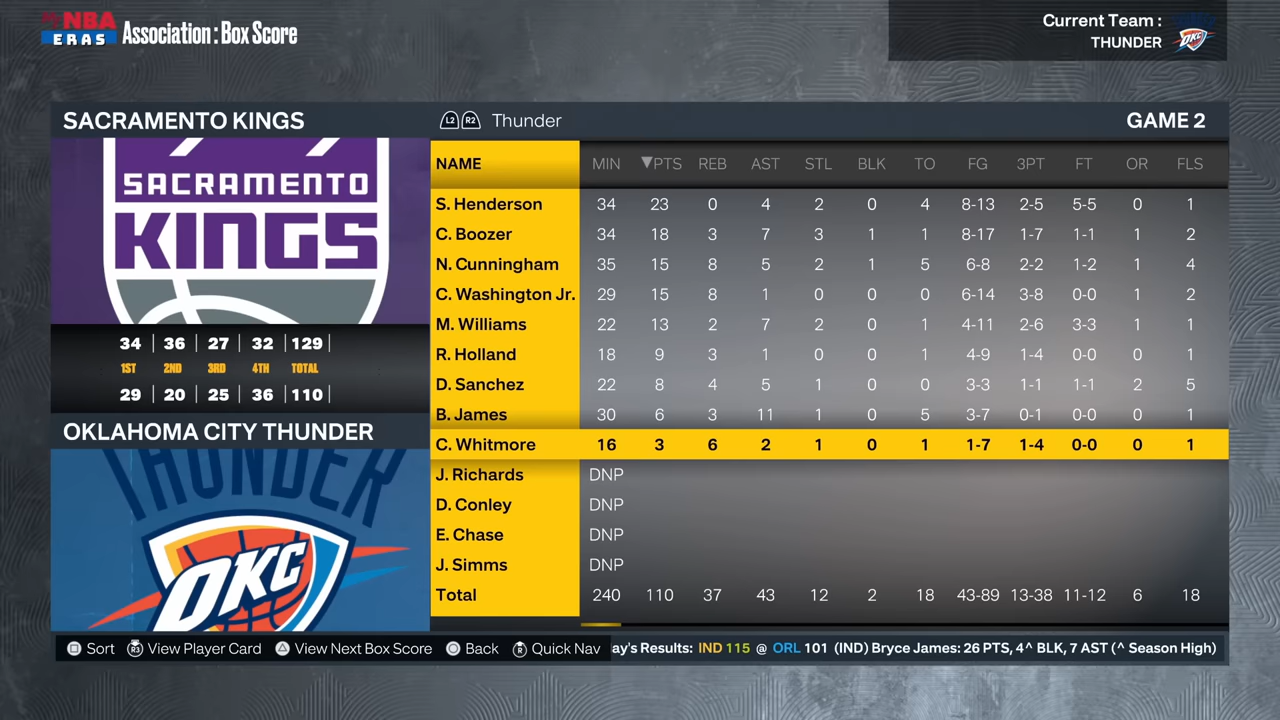 NBA
ERAS
Association : Box Score
Current Team :
THUNDER
OKC
SACRAMENTO KINGS
SACRAMENTO
KINGS
34 | 36 | 27 | 32 | 129 |
1ST 2ND 3RD 4TH TOTAL
29 | 20 | 25 | 36 | 110 |
OKLAHOMA CITY THUNDER
THUNDER
OKC
L2 R2 Thunder
GAME 2
NAME MIN ▼PTS REB AST STL BLK TO FG 3PT FT OR FLS
S. Henderson 34 23 0 4 2 0 4 8-13 2-5 5-5 0 1
C. Boozer 34 18 3 7 3 1 1 8-17 1-7 1-1 1 2
N. Cunningham 35 15 8 5 2 1 5 6-8 2-2 1-2 1 4
C. Washington Jr. 29 15 8 1 0 0 0 6-14 3-8 0-0 1 2
M. Williams 22 13 2 7 2 0 1 4-11 2-6 3-3 1 1
R. Holland 18 9 3 1 0 0 1 4-9 1-4 0-0 0 1
D. Sanchez 22 8 4 5 1 0 0 3-3 1-1 1-1 2 5
B. James 30 6 3 11 1 0 5 3-7 0-1 0-0 0 1
C. Whitmore 16 3 6 2 1 0 1 1-7 1-4 0-0 0 1
J. Richards DNP
D. Conley DNP
E. Chase DNP
J. Simms DNP
Total 240 110 37 43 12 2 18 43-89 13-38 11-12 6 18
Sort R3 View Player Card View Next Box Score Back R Quick Nav
ay's Results: IND 115 @ ORL 101 (IND) Bryce James: 26 PTS, 4^ BLK, 7 AST (^ Season High)